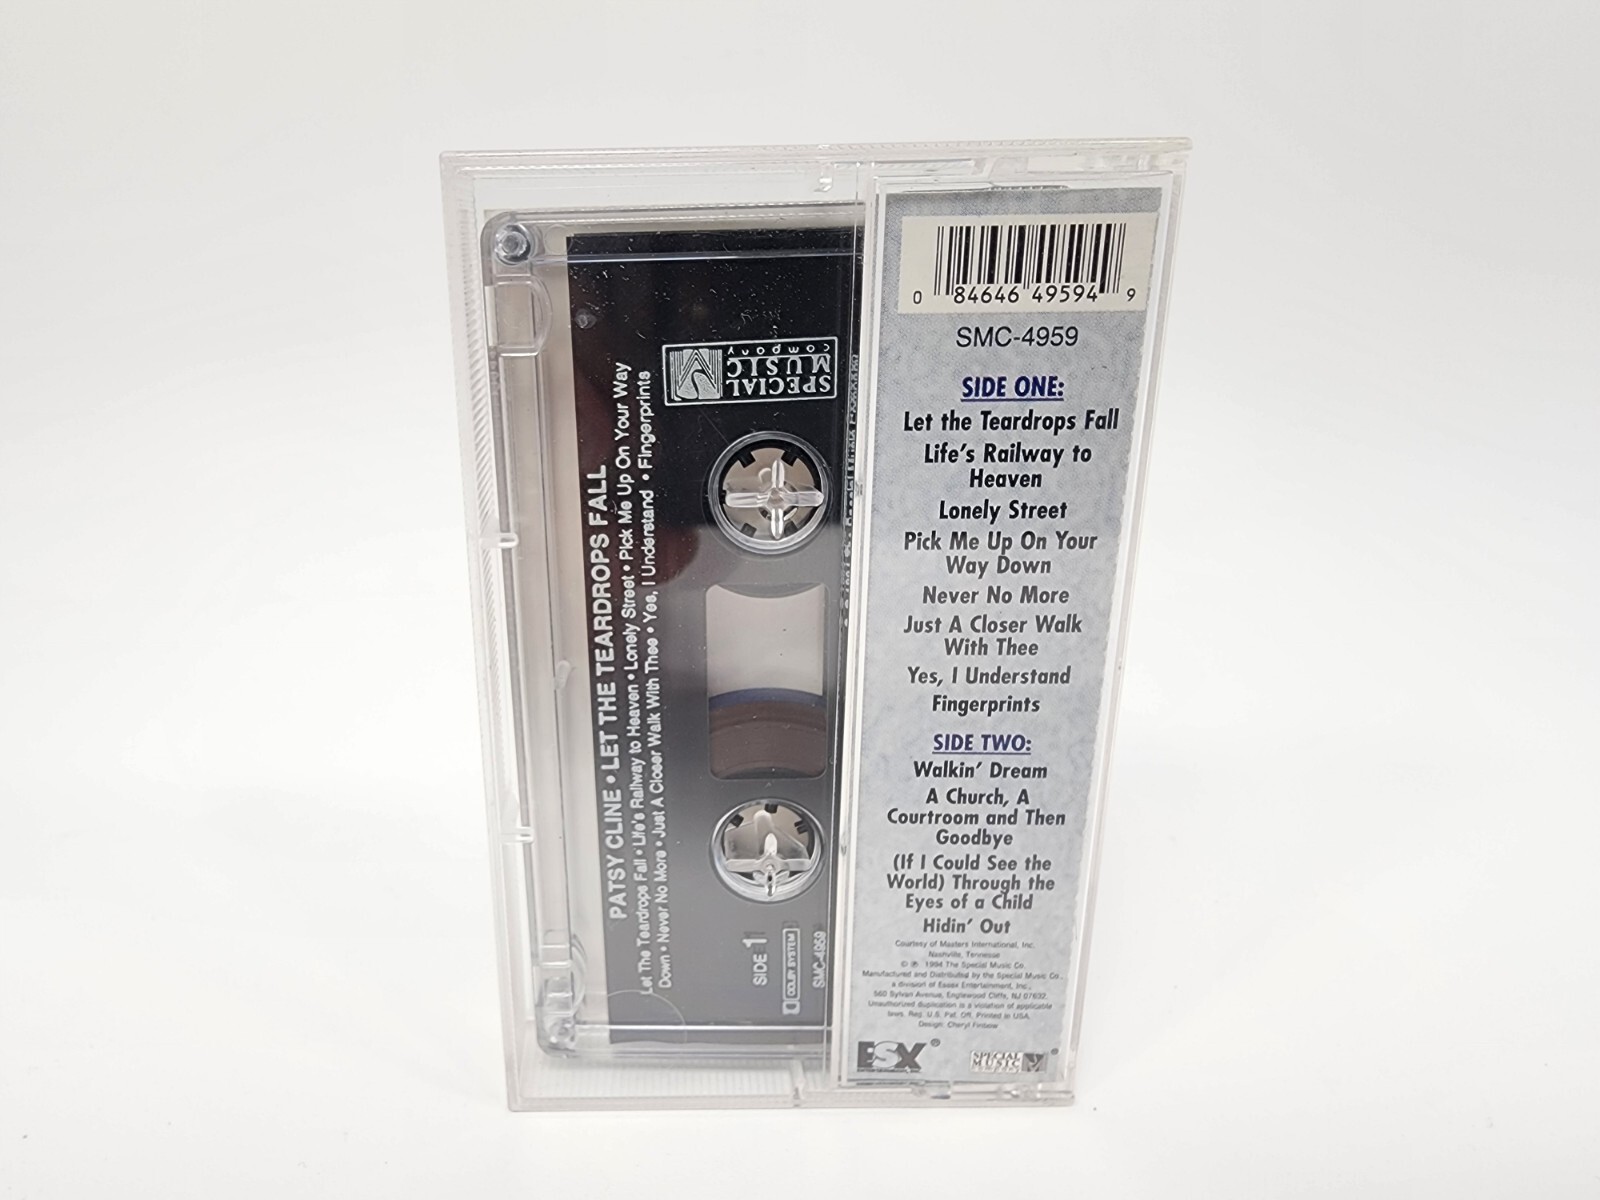 SPECIAL
MUSIC
company
PATSY CLINE • LET THE TEARDROPS FALL
Let The Teardrops Fall • Life's Railway to Heaven • Lonely Street • Pick Me Up On Your Way
Down • Never No More • Just A Closer Walk With Thee • Yes, I Understand • Fingerprints
SIDE 1
DOLBY SYSTEM
SMC-4959
0 84646 49594 9
SMC-4959
SIDE ONE:
Let the Teardrops Fall
Life's Railway to
Heaven
Lonely Street
Pick Me Up On Your
Way Down
Never No More
Just A Closer Walk
With Thee
Yes, I Understand
Fingerprints
SIDE TWO:
Walkin' Dream
A Church, A
Courtroom and Then
Goodbye
(If I Could See the
World) Through the
Eyes of a Child
Hidin' Out
Courtesy of Masters International, Inc.
Nashville, Tennesse
© ℗ 1994 The Special Music Co.
Manufactured and Distributed by the Special Music Co.,
a division of Essex Entertainment, Inc.,
560 Sylvan Avenue, Englewood Cliffs, NJ 07632.
Unauthorized duplication is a violation of applicable
laws. Reg. U.S. Pat. Off. Printed in USA.
Design: Cheryl Finbow
ESX ®
SPECIAL
MUSIC